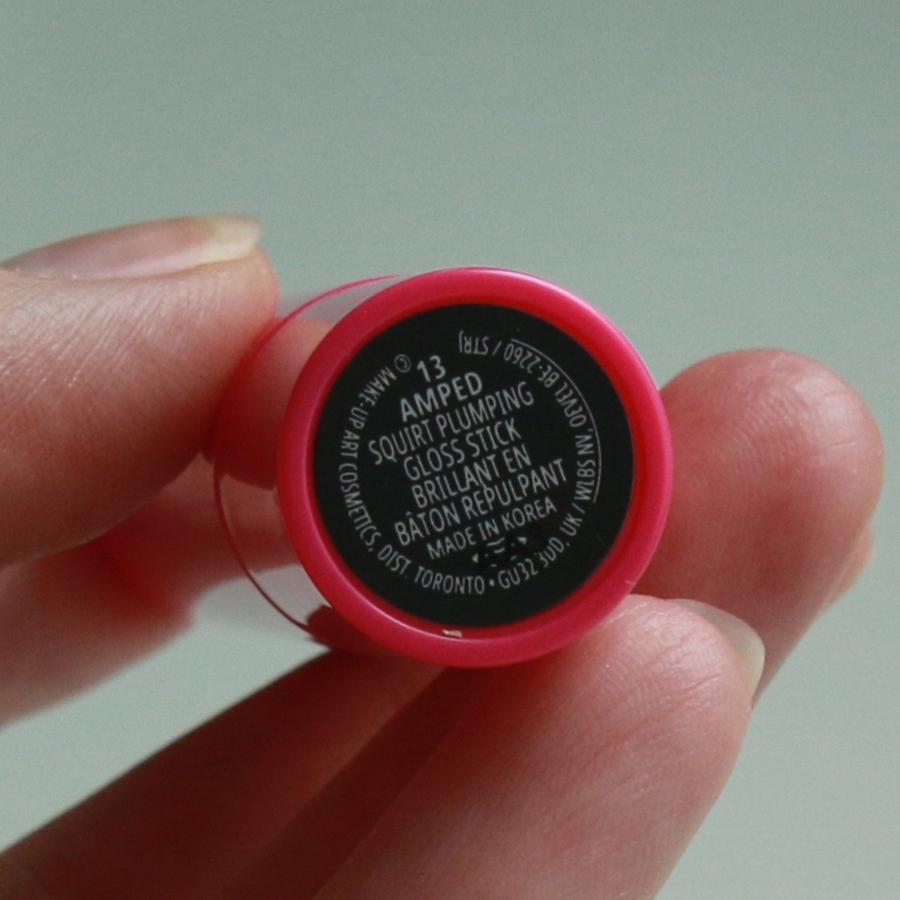 13
AMPED
SQUIRT PLUMPING
GLOSS STICK
BRILLANT EN
BÂTON REPULPANT
MADE IN KOREA
© MAKE-UP ART COSMETICS, DIST. TORONTO • GU32 3UD, UK / WLBS NV, OEVEL BE-2260 / STRJ